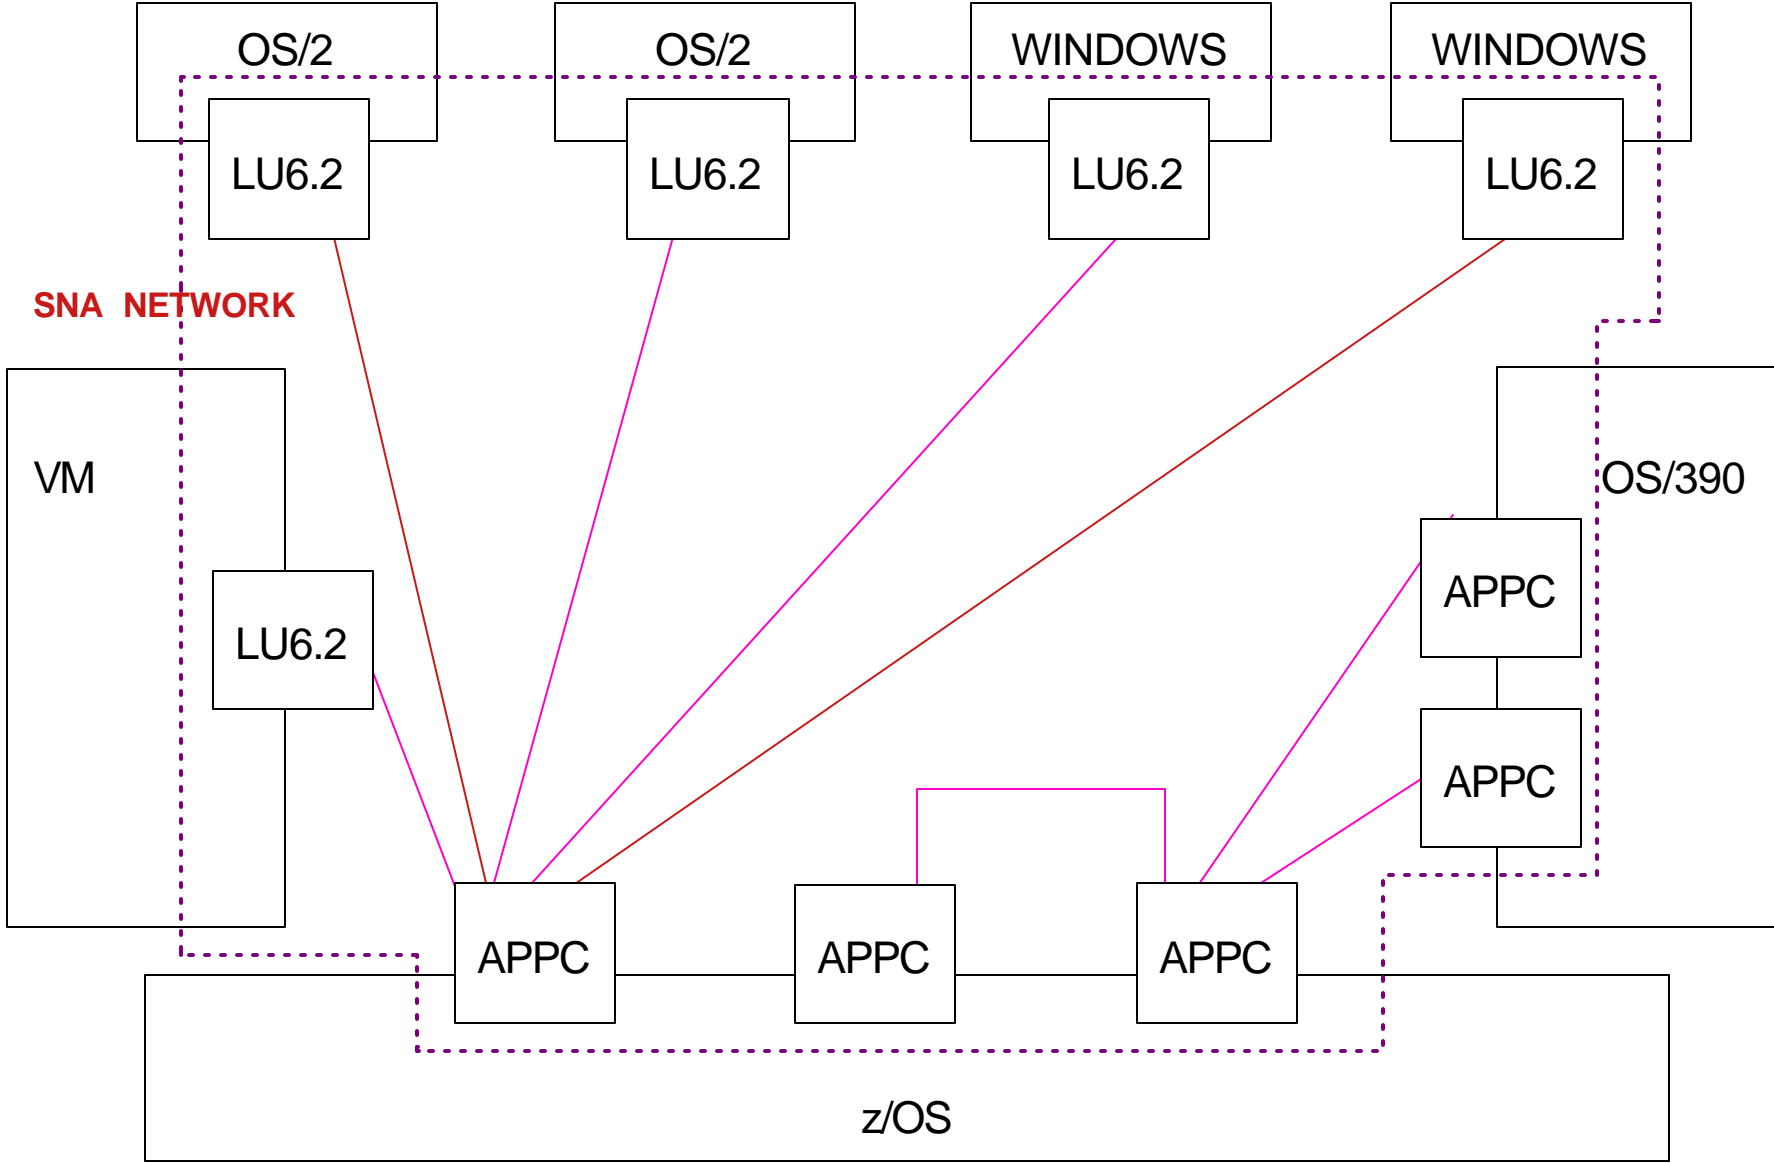 OS/2
OS/2
WINDOWS
WINDOWS
LU6.2
LU6.2
LU6.2
LU6.2
SNA NETWORK
VM
OS/390
APPC
LU6.2
APPC
APPC
APPC
APPC
z/OS